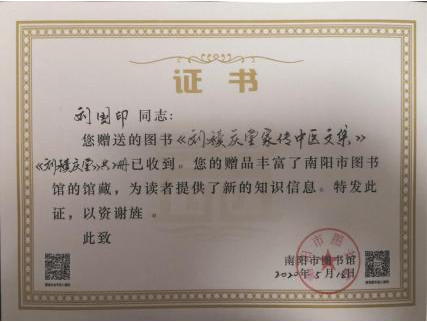 证书
刘国印 同志:
您赠送的图书《刘积庆堂家传中医文集》
《刘积庆堂》共2册已收到。您的赠品丰富了南阳市图书
馆的馆藏，为读者提供了新的知识信息。特发此
证，以资谢旌。
此致
南阳市图书馆
2020年5月18日